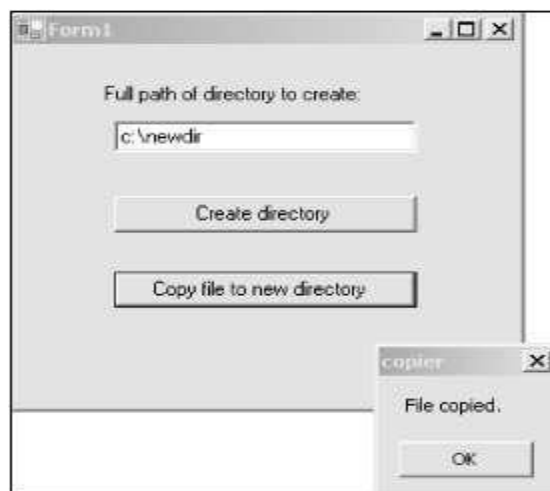 Form1
Full path of directory to create:
c:\newdir
Create directory
Copy file to new directory
copier
File copied.
OK